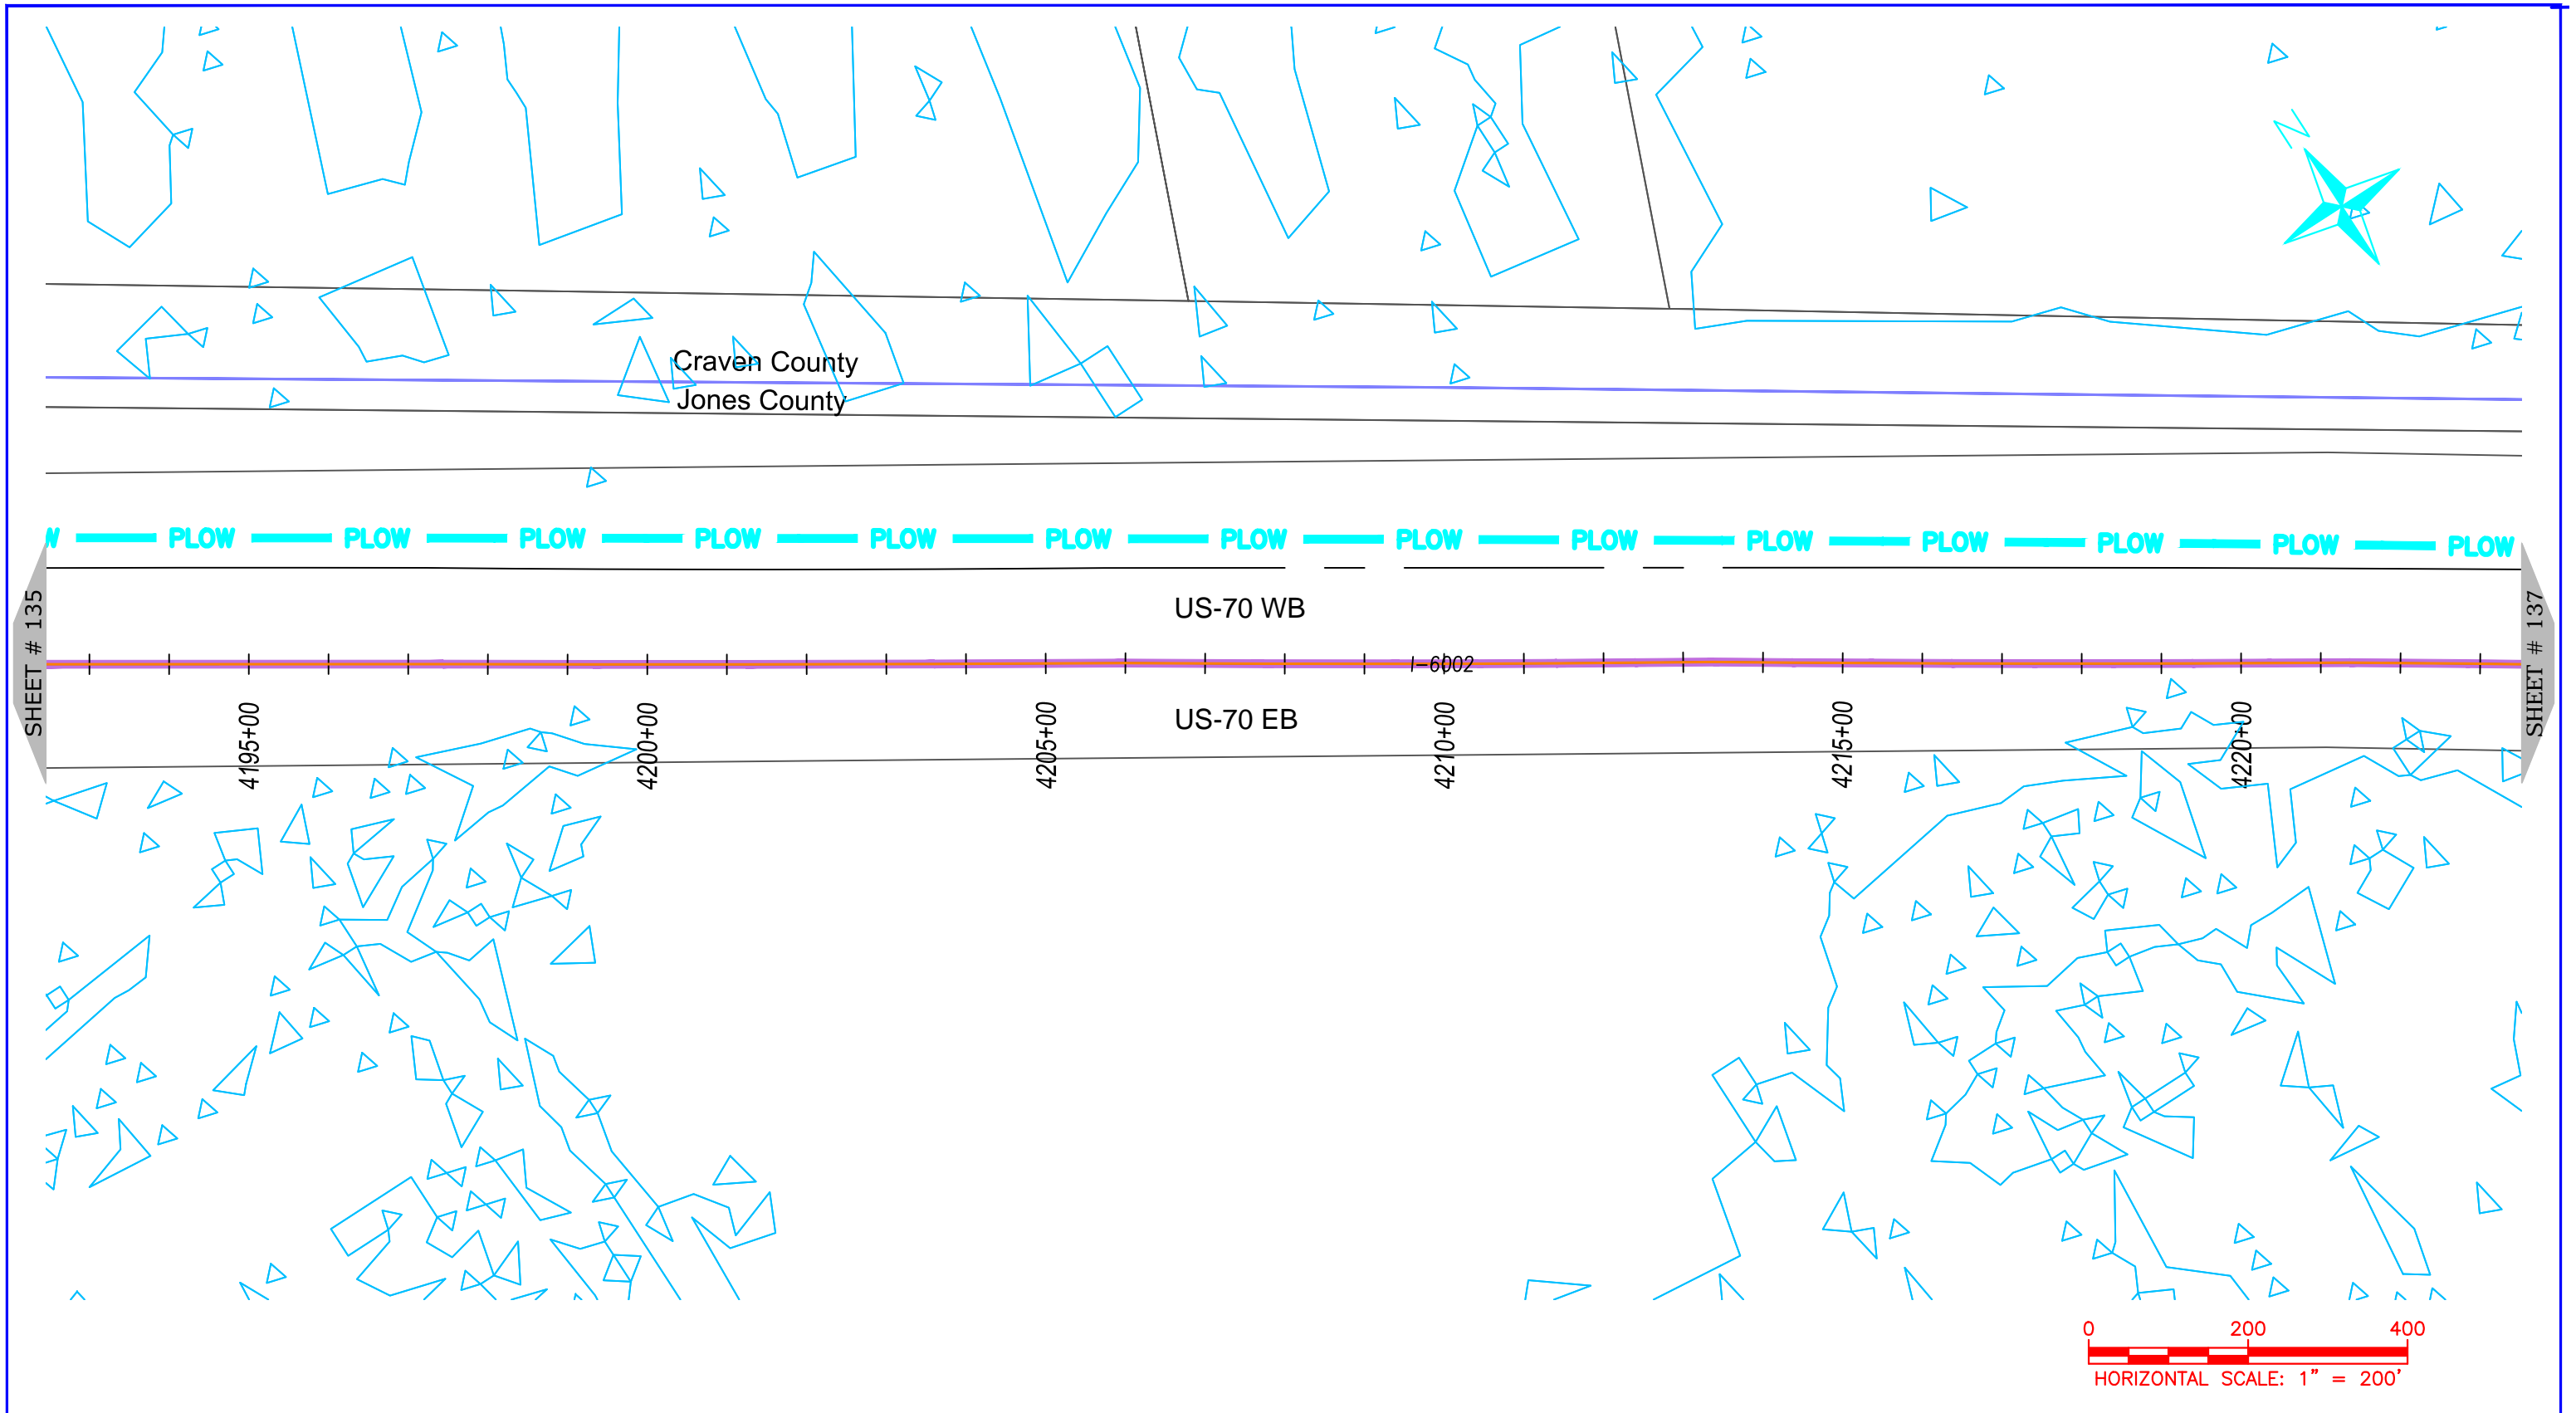 N
Craven County
Jones County
W PLOW PLOW PLOW PLOW PLOW PLOW PLOW PLOW PLOW PLOW PLOW PLOW PLOW PLOW
US-70 WB
SHEET # 135
SHEET # 137
I-6002
US-70 EB
4195+00 4200+00 4205+00 4210+00 4215+00 4220+00
0 200 400
HORIZONTAL SCALE: 1" = 200'